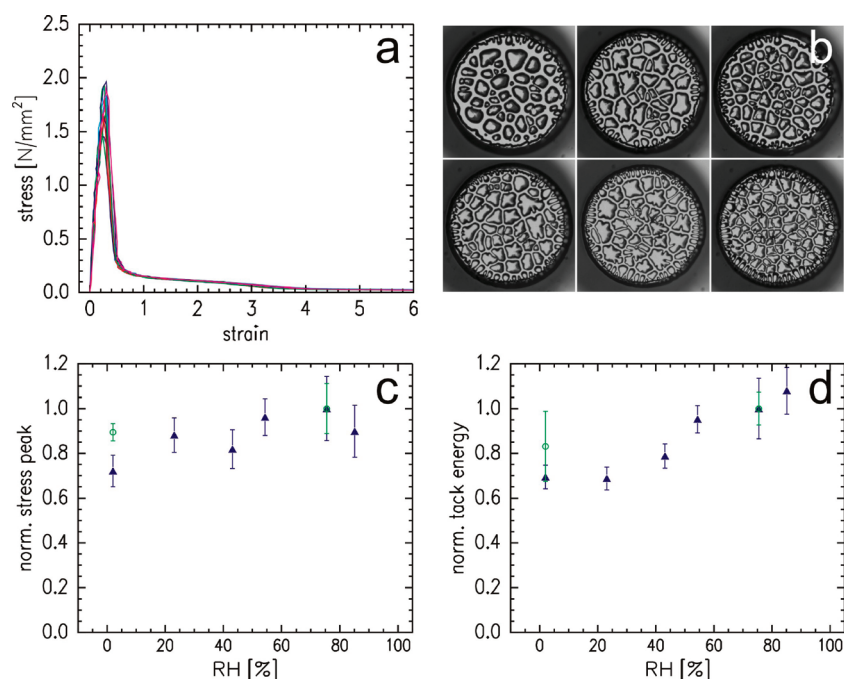 a
stress [N/mm²]
2.5
2.0
1.5
1.0
0.5
0.0
0 1 2 3 4 5 6
strain
b
c
norm. stress peak
1.2
1.0
0.8
0.6
0.4
0.2
0.0
0 20 40 60 80 100
RH [%]
d
norm. tack energy
1.2
1.0
0.8
0.6
0.4
0.2
0.0
0 20 40 60 80 100
RH [%]